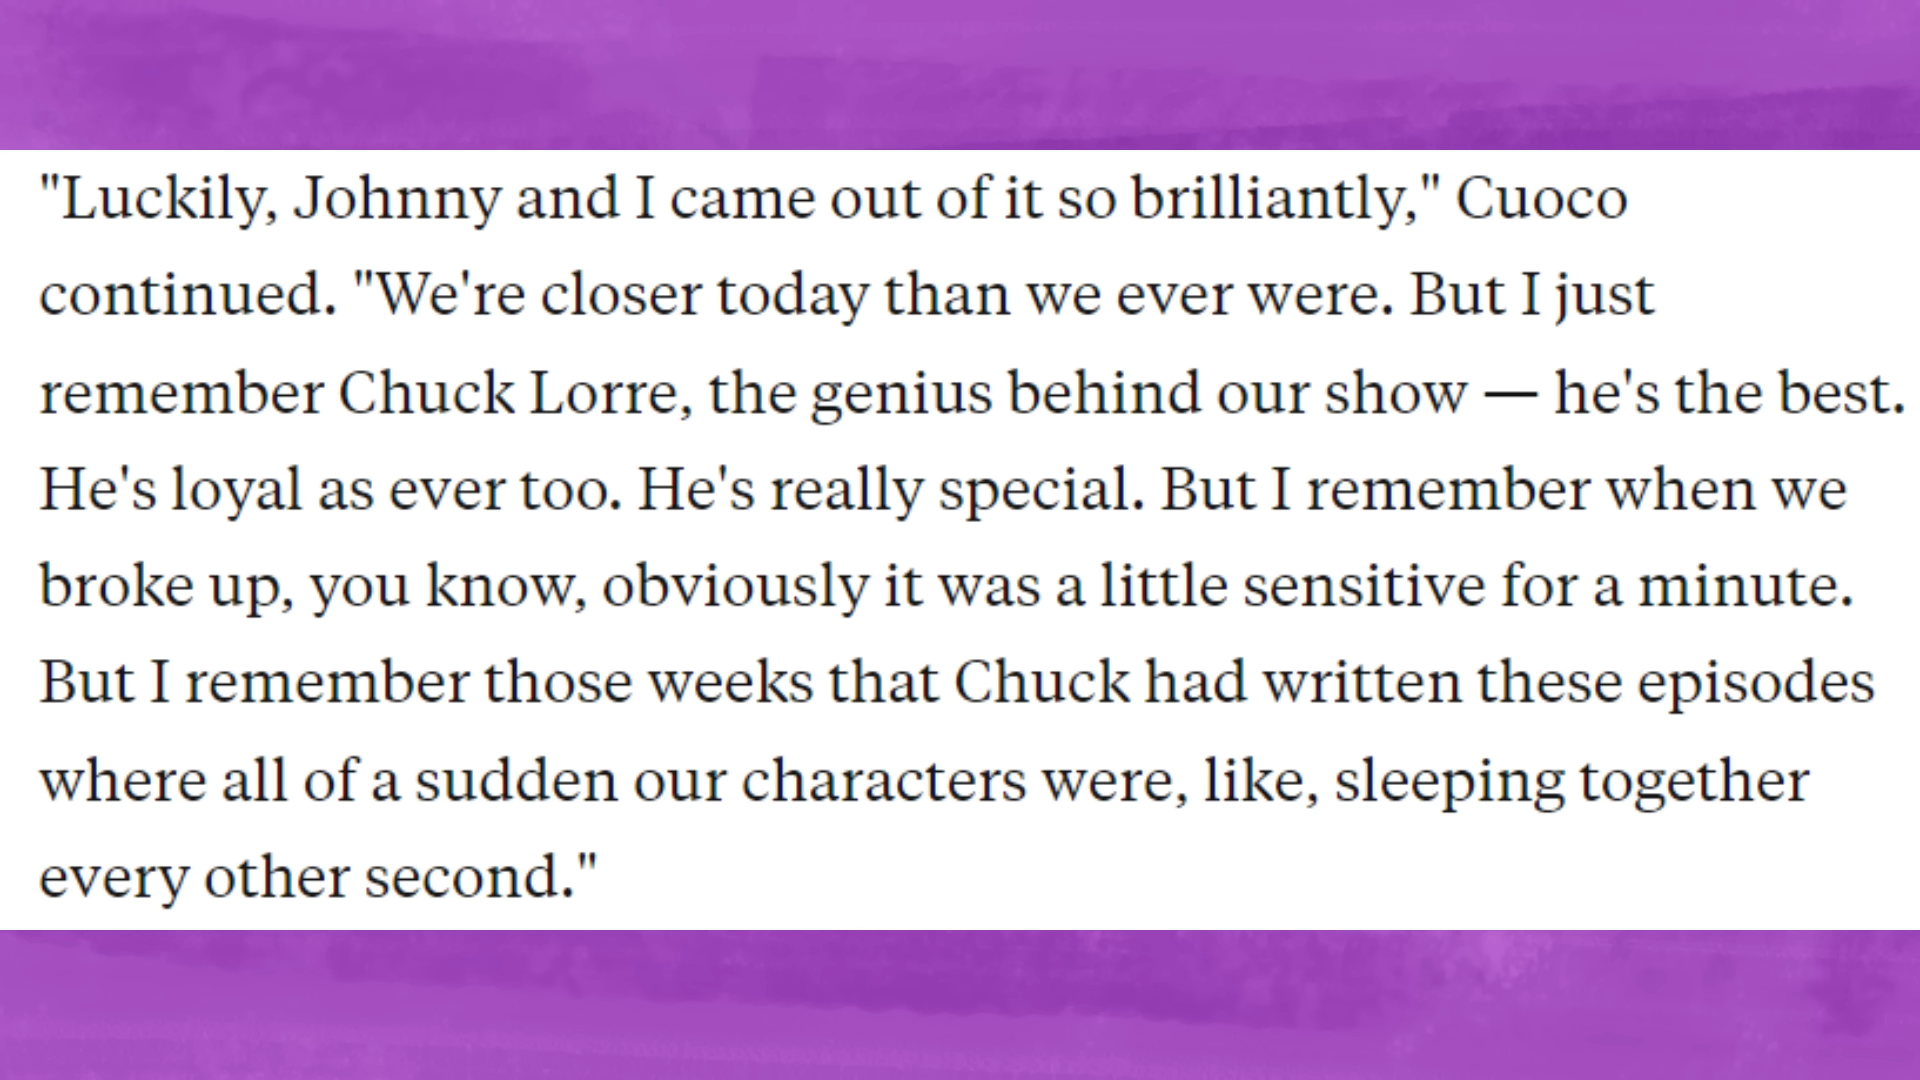 "Luckily, Johnny and I came out of it so brilliantly," Cuoco
continued. "We're closer today than we ever were. But I just
remember Chuck Lorre, the genius behind our show — he's the best.
He's loyal as ever too. He's really special. But I remember when we
broke up, you know, obviously it was a little sensitive for a minute.
But I remember those weeks that Chuck had written these episodes
where all of a sudden our characters were, like, sleeping together
every other second."